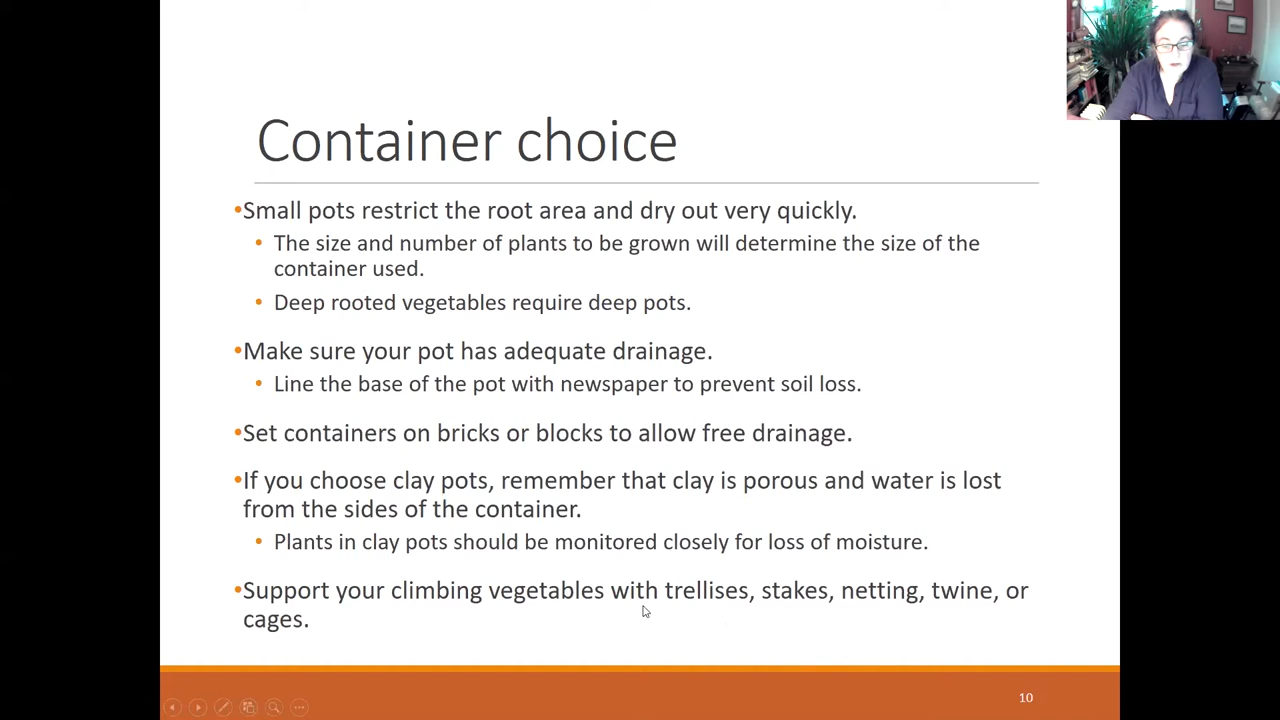 Container choice
•Small pots restrict the root area and dry out very quickly.
• The size and number of plants to be grown will determine the size of the
container used.
• Deep rooted vegetables require deep pots.
•Make sure your pot has adequate drainage.
• Line the base of the pot with newspaper to prevent soil loss.
•Set containers on bricks or blocks to allow free drainage.
•If you choose clay pots, remember that clay is porous and water is lost
from the sides of the container.
• Plants in clay pots should be monitored closely for loss of moisture.
•Support your climbing vegetables with trellises, stakes, netting, twine, or
cages.
10